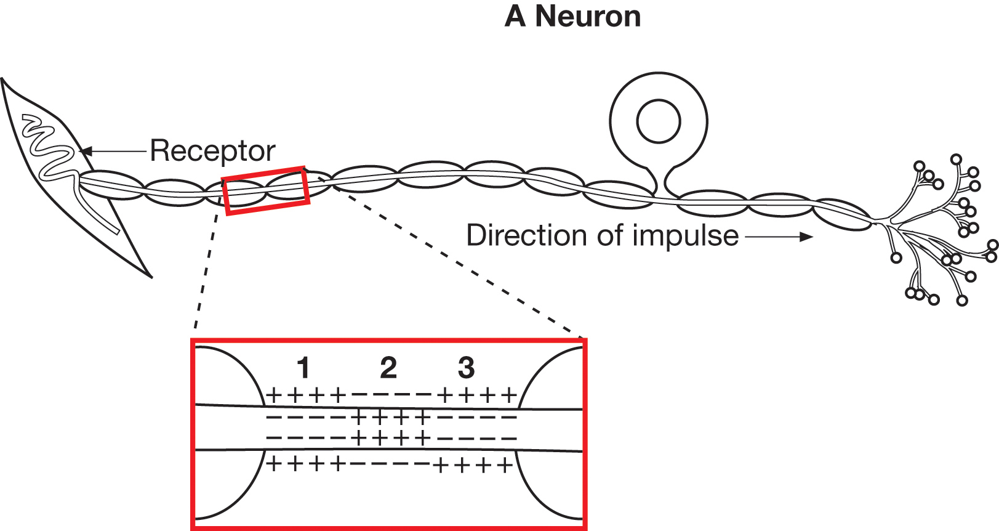 A Neuron
Receptor
Direction of impulse
1 2 3
++++ −−−− ++++
−−−− ++++ −−−−
−−−− ++++ −−−−
++++ −−−− ++++